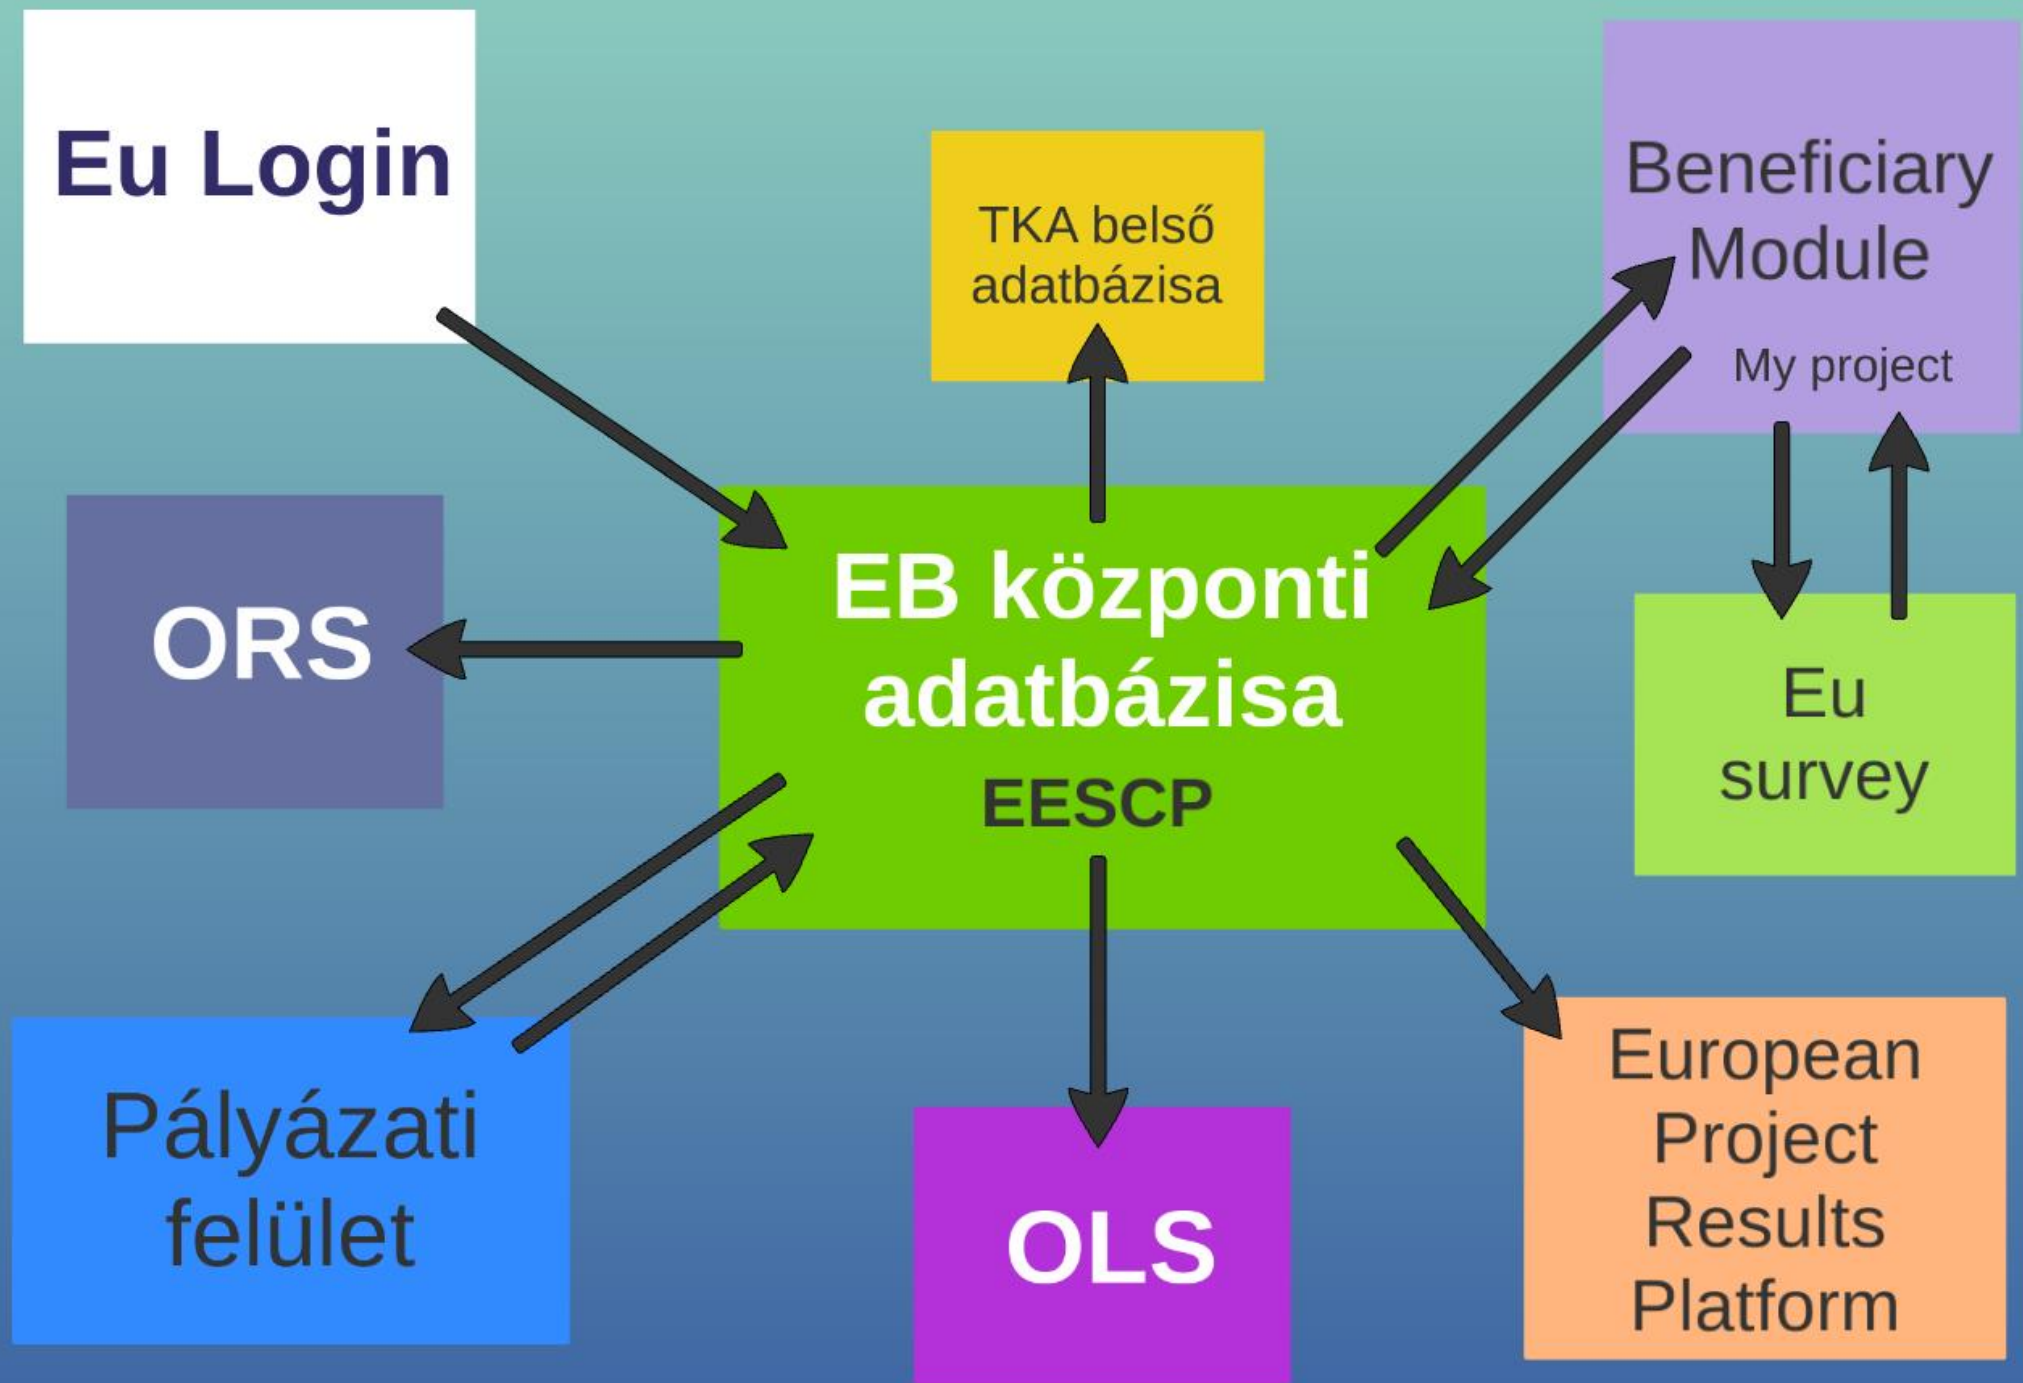 Eu Login
TKA belső
adatbázisa
Beneficiary
Module
My project
ORS
EB központi
adatbázisa
EESCP
Eu
survey
Pályázati
felület
OLS
European
Project
Results
Platform